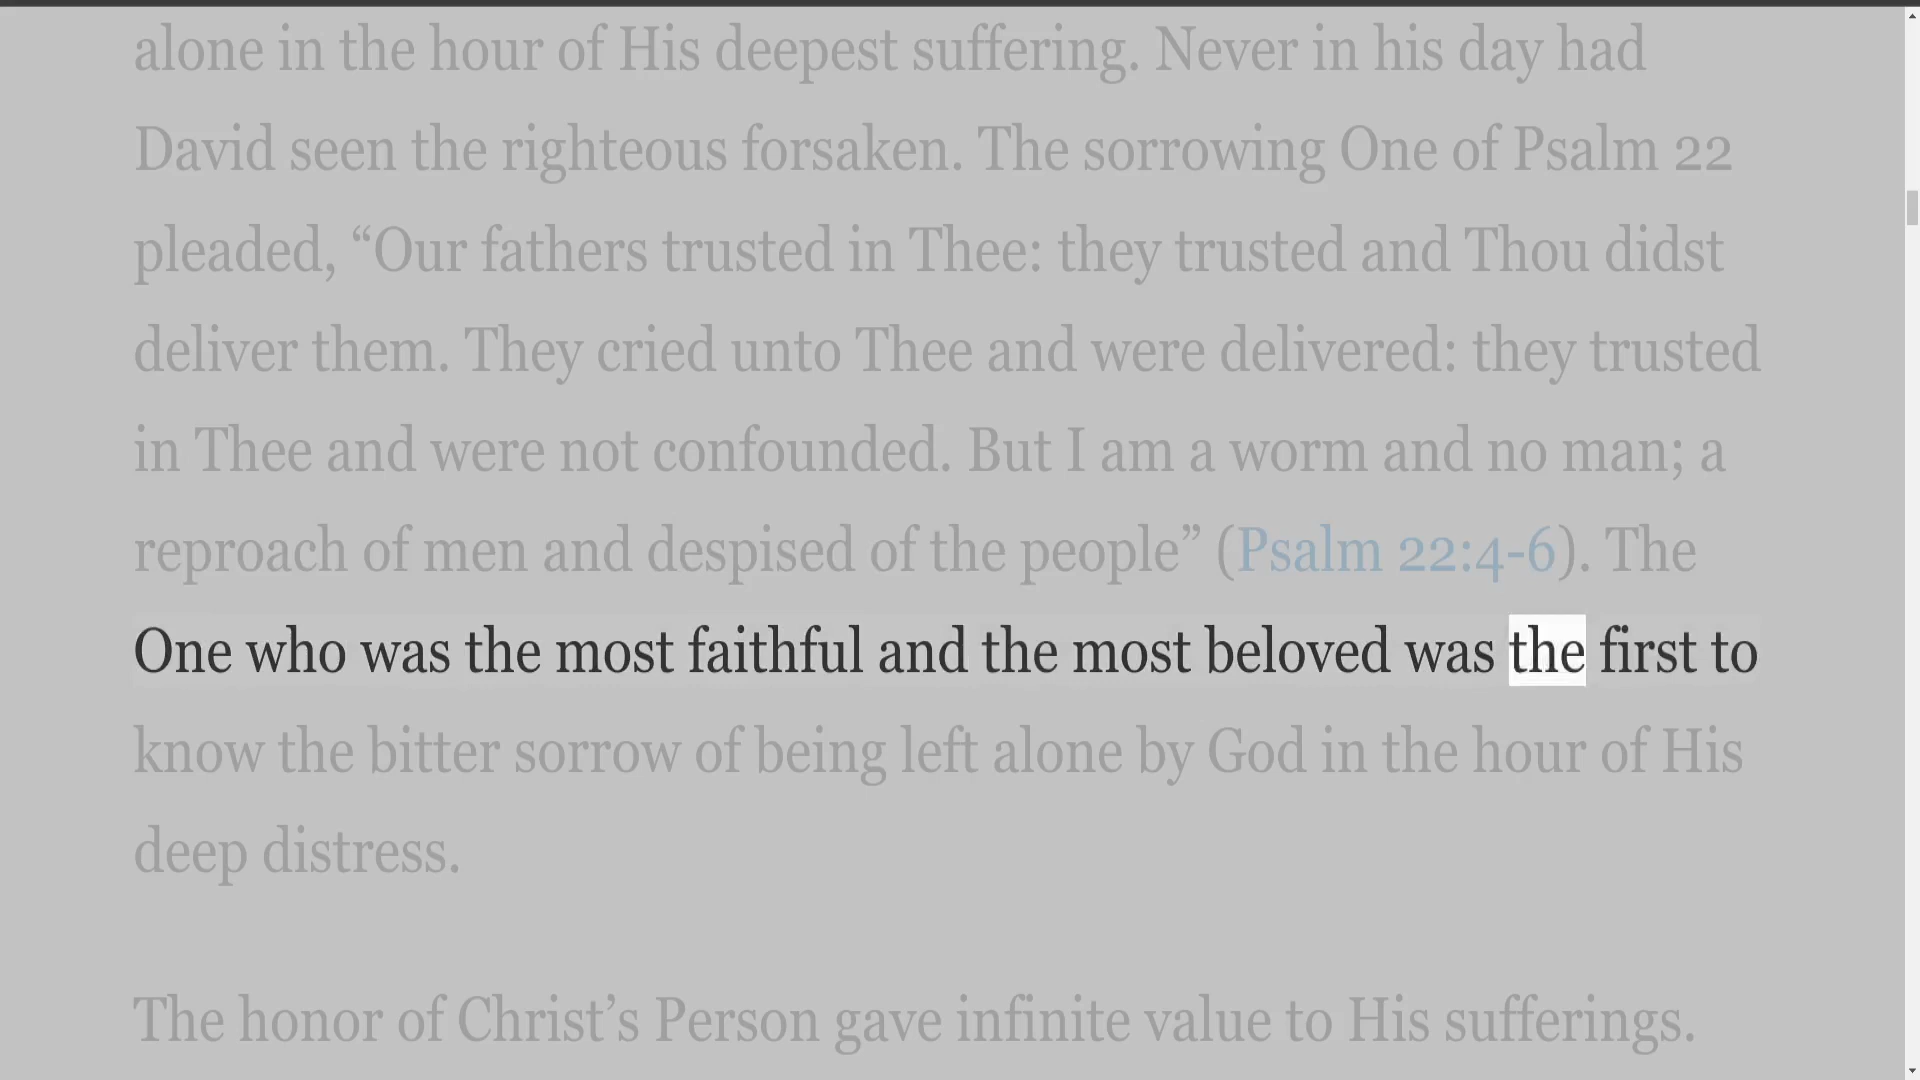 alone in the hour of His deepest suffering. Never in his day had
David seen the righteous forsaken. The sorrowing One of Psalm 22
pleaded, “Our fathers trusted in Thee: they trusted and Thou didst
deliver them. They cried unto Thee and were delivered: they trusted
in Thee and were not confounded. But I am a worm and no man; a
reproach of men and despised of the people” (Psalm 22:4-6). The
One who was the most faithful and the most beloved was the first to
know the bitter sorrow of being left alone by God in the hour of His
deep distress.
The honor of Christ’s Person gave infinite value to His sufferings.